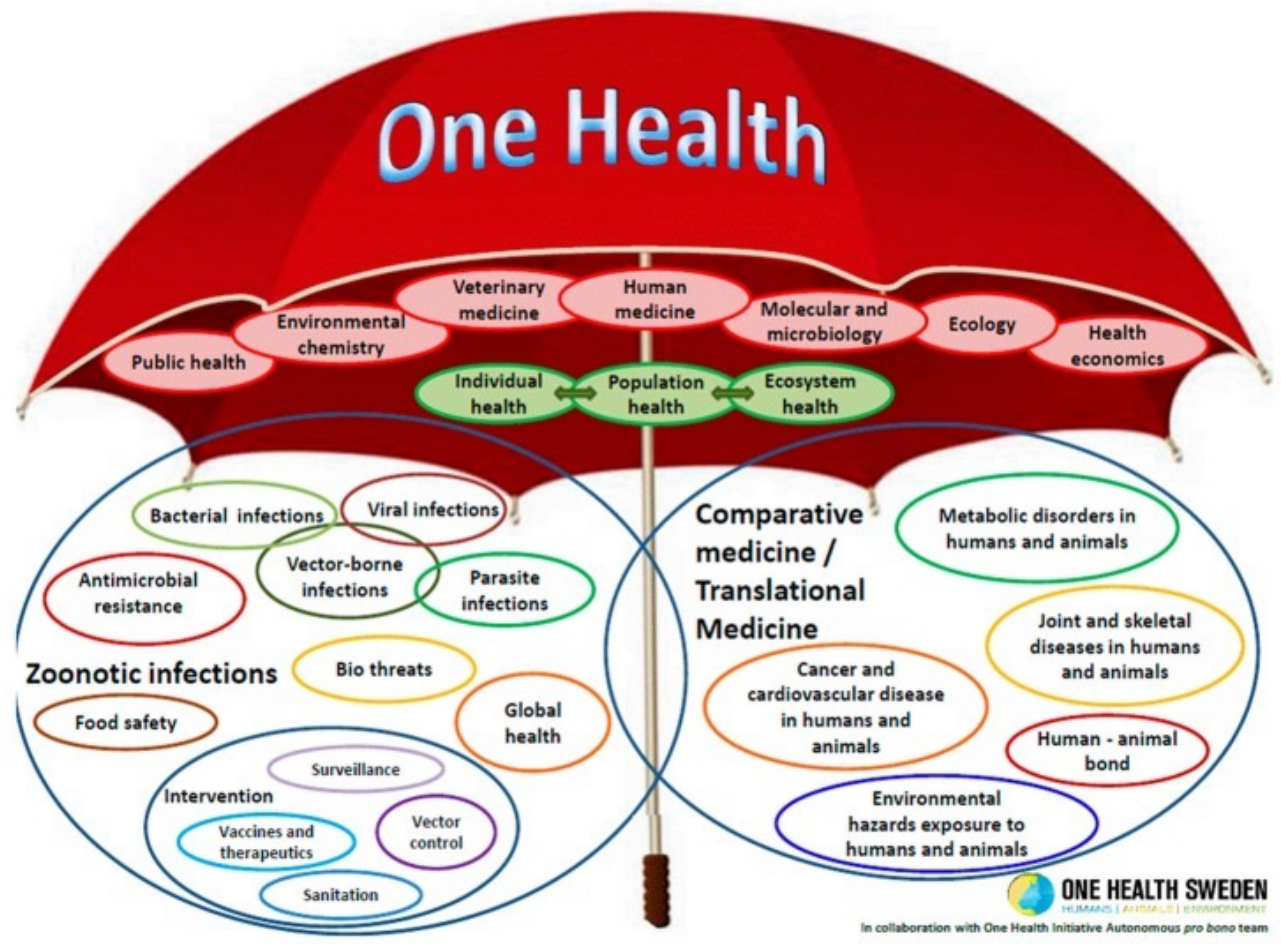 One Health
Veterinary
medicine
Human
medicine
Molecular and
microbiology
Ecology
Health
economics
Environmental
chemistry
Public health
Individual
health
Population
health
Ecosystem
health
Bacterial infections
Viral infections
Vector-borne
infections
Parasite
infections
Antimicrobial
resistance
Zoonotic infections
Bio threats
Food safety
Global
health
Surveillance
Intervention
Vaccines and
therapeutics
Vector
control
Sanitation
Comparative
medicine /
Translational
Medicine
Metabolic disorders in
humans and animals
Joint and skeletal
diseases in humans
and animals
Cancer and
cardiovascular disease
in humans and
animals
Human - animal
bond
Environmental
hazards exposure to
humans and animals
ONE HEALTH SWEDEN
HUMANS | ANIMALS | ENVIRONMENT
In collaboration with One Health Initiative Autonomous pro bono team